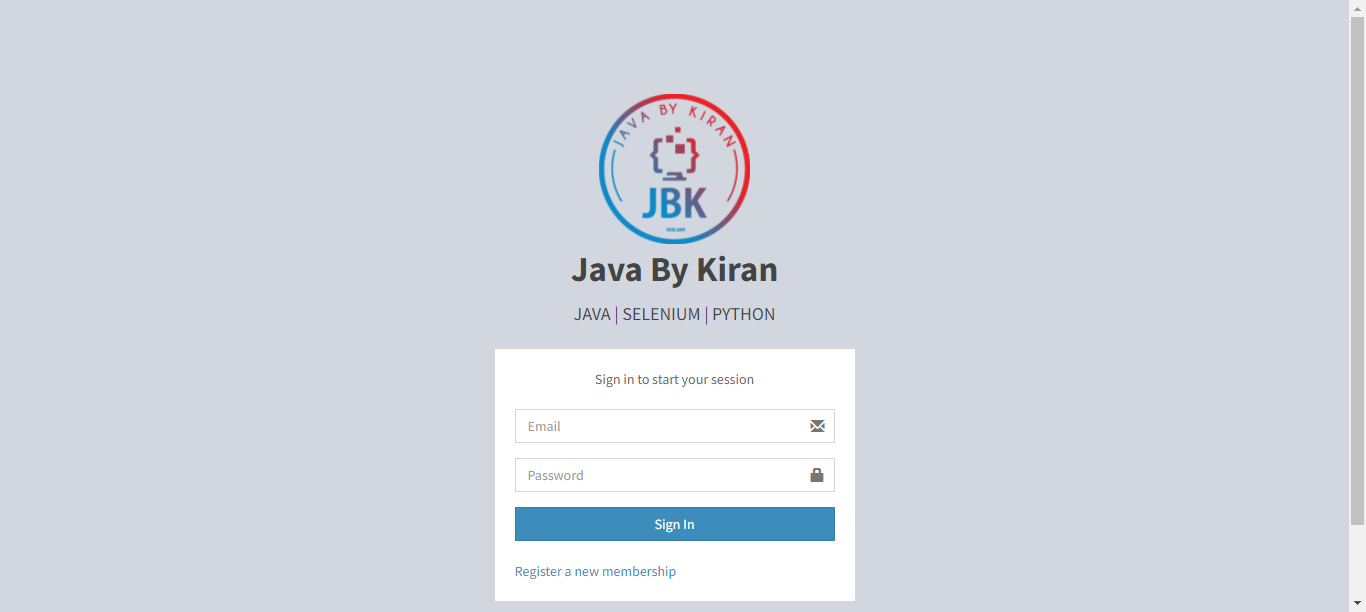 JAVA BY KIRAN
JBK
Java By Kiran
JAVA | SELENIUM | PYTHON
Sign in to start your session
Email
Password
Sign In
Register a new membership